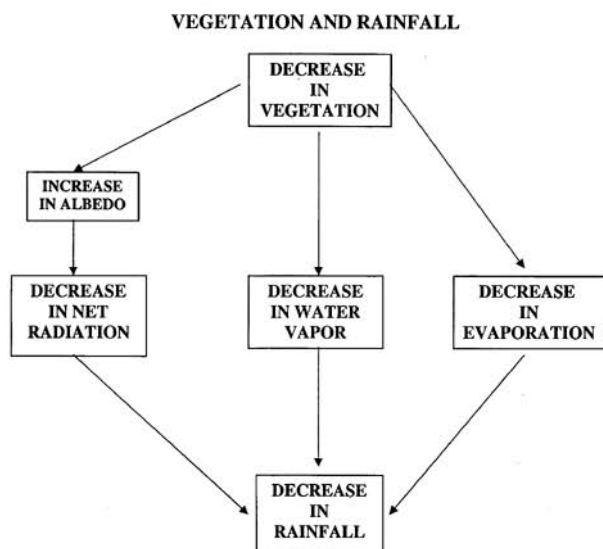 VEGETATION AND RAINFALL
DECREASE
IN
VEGETATION
INCREASE
IN ALBEDO
DECREASE
IN NET
RADIATION
DECREASE
IN WATER
VAPOR
DECREASE
IN
EVAPORATION
DECREASE
IN
RAINFALL